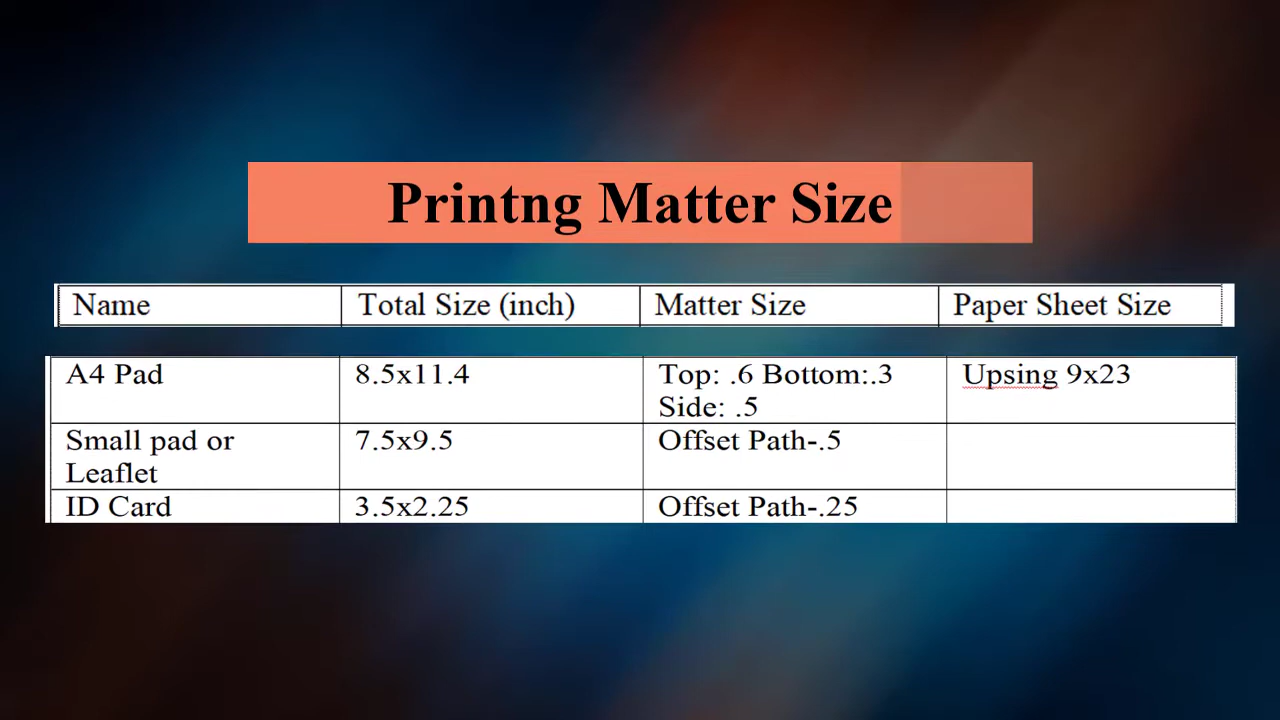 Printng Matter Size
Name Total Size (inch) Matter Size Paper Sheet Size
A4 Pad 8.5x11.4 Top: .6 Bottom:.3 Upsing 9x23
Side: .5
Small pad or 7.5x9.5 Offset Path-.5
Leaflet
ID Card 3.5x2.25 Offset Path-.25